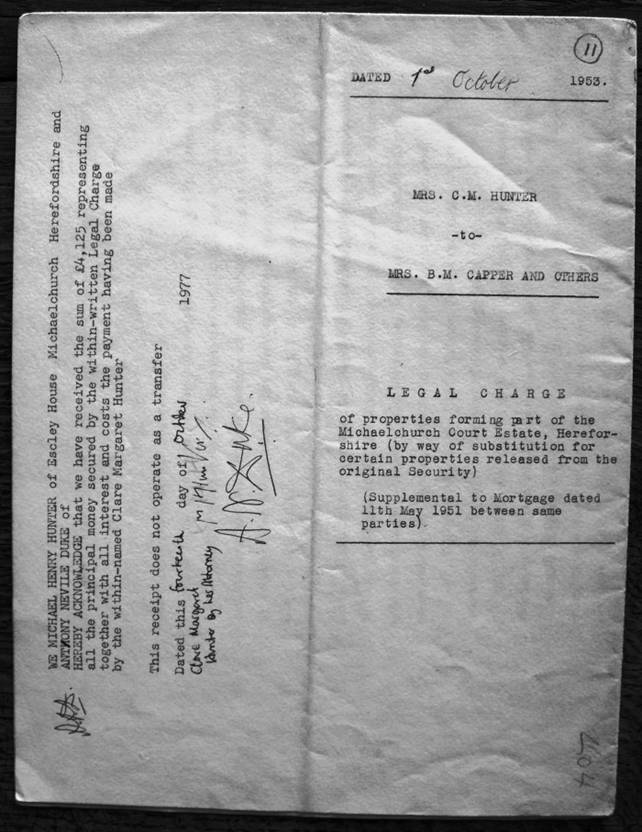 11
DATED 1st October 1953.
MRS. C.M. HUNTER
-to-
MRS. B.M. CAPPER AND OTHERS
LEGAL CHARGE
of properties forming part of the
Michaelchurch Court Estate, Herefor-
shire (by way of substitution for
certain properties released from the
original Security)
(Supplemental to Mortgage dated
11th May 1951 between same
parties).
404
WE MICHAEL HENRY HUNTER of Escley House Michaelchurch Herefordshire and
ANTHONY NEVILE DUKE of
HEREBY ACKNOWLEDGE that we have received the sum of £4,125 representing
all the principal money secured by the within-written Legal Charge
together with all interest and costs the payment having been made
by the within-named Clare Margaret Hunter
This receipt does not operate as a transfer
Dated this fourteenth day of October 1977
Clare Margaret
Hunter by her Attorney
A.N. Duke.